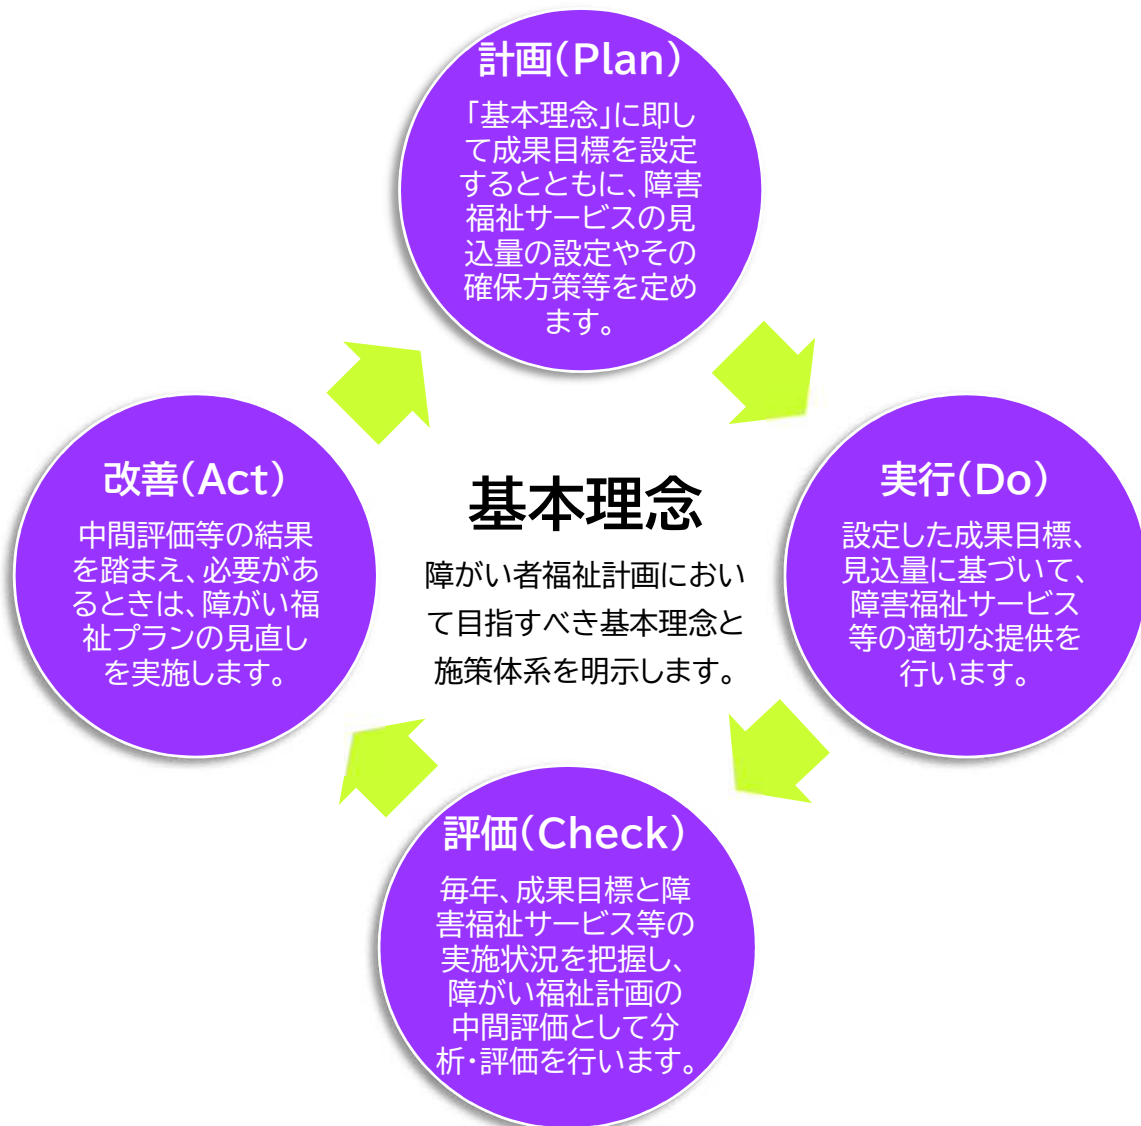 計画(Plan)
「基本理念」に即し
て成果目標を設定
するとともに、障害
福祉サービスの見
込量の設定やその
確保方策等を定め
ます。
改善(Act)
中間評価等の結果
を踏まえ、必要があ
るときは、障がい福
祉プランの見直し
を実施します。
基本理念
障がい者福祉計画におい
て目指すべき基本理念と
施策体系を明示します。
実行(Do)
設定した成果目標、
見込量に基づいて、
障害福祉サービス
等の適切な提供を
行います。
評価(Check)
毎年、成果目標と障
害福祉サービス等の
実施状況を把握し、
障がい福祉計画の
中間評価として分
析・評価を行います。